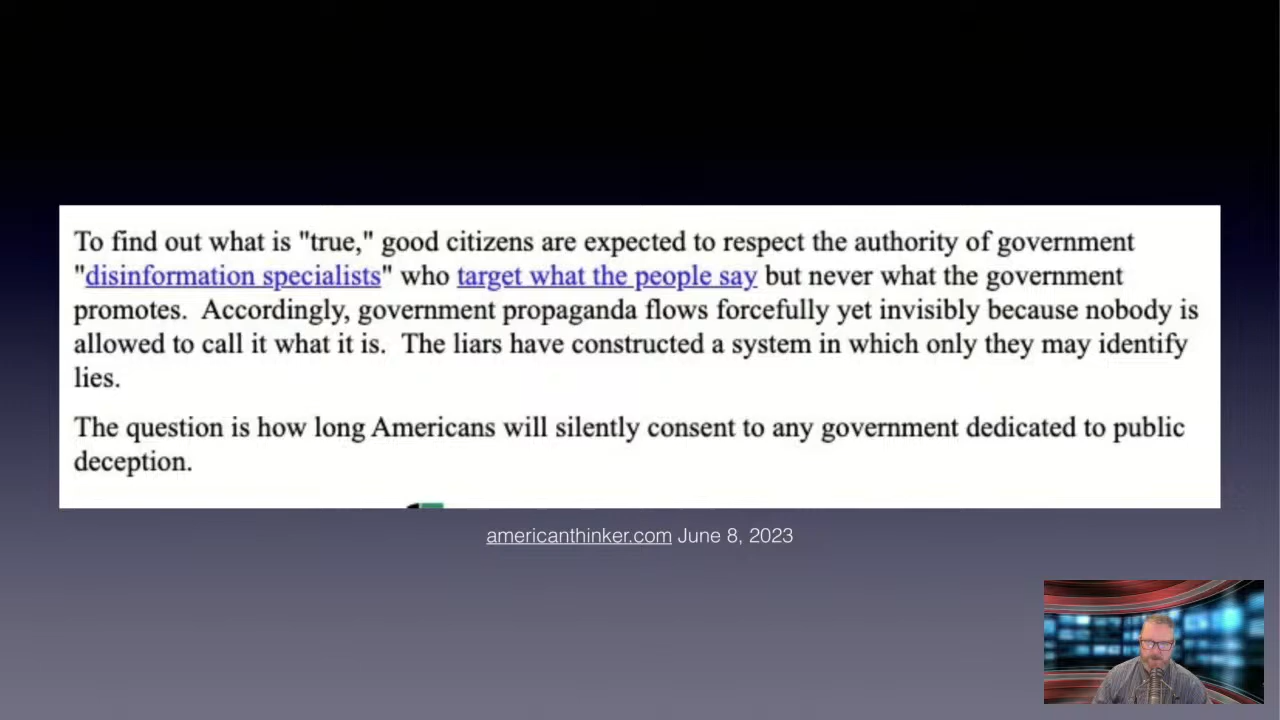 To find out what is "true," good citizens are expected to respect the authority of government
"disinformation specialists" who target what the people say but never what the government
promotes.  Accordingly, government propaganda flows forcefully yet invisibly because nobody is
allowed to call it what it is.  The liars have constructed a system in which only they may identify
lies.
The question is how long Americans will silently consent to any government dedicated to public
deception.
americanthinker.com June 8, 2023